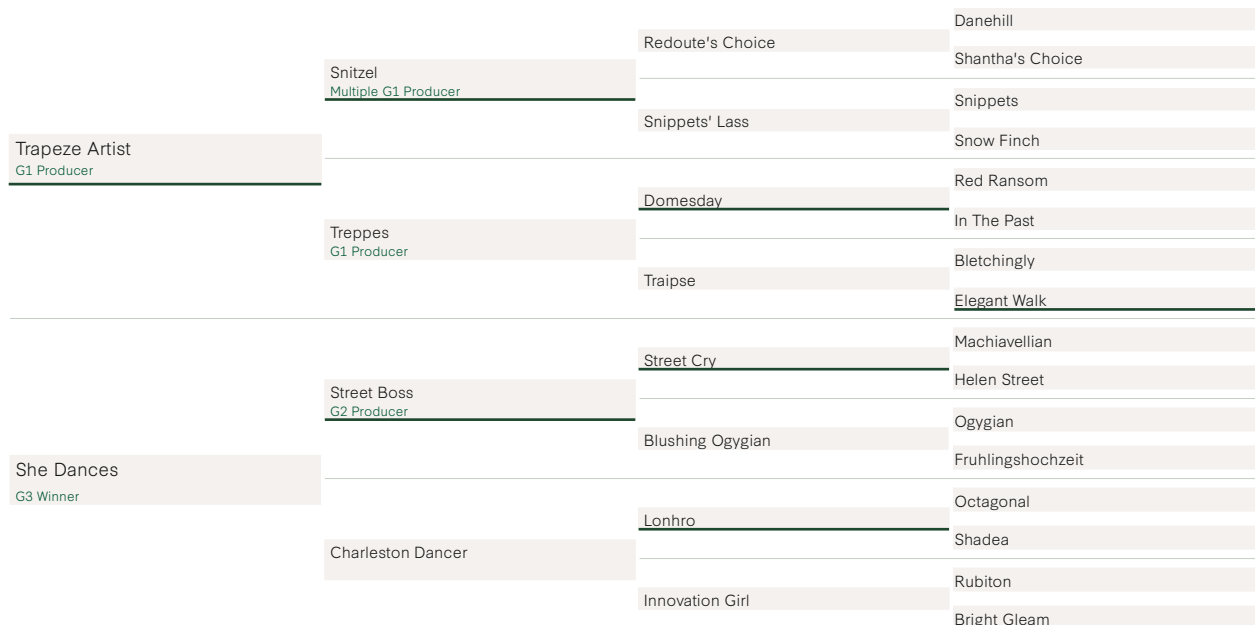 Danehill
Redoute's Choice
Shantha's Choice
Snitzel
Multiple G1 Producer
Snippets
Snippets' Lass
Snow Finch
Trapeze Artist
G1 Producer
Red Ransom
Domesday
In The Past
Treppes
G1 Producer
Bletchingly
Traipse
Elegant Walk
Machiavellian
Street Cry
Helen Street
Street Boss
G2 Producer
Ogygian
Blushing Ogygian
Fruhlingshochzeit
She Dances
G3 Winner
Octagonal
Lonhro
Shadea
Charleston Dancer
Rubiton
Innovation Girl
Bright Gleam